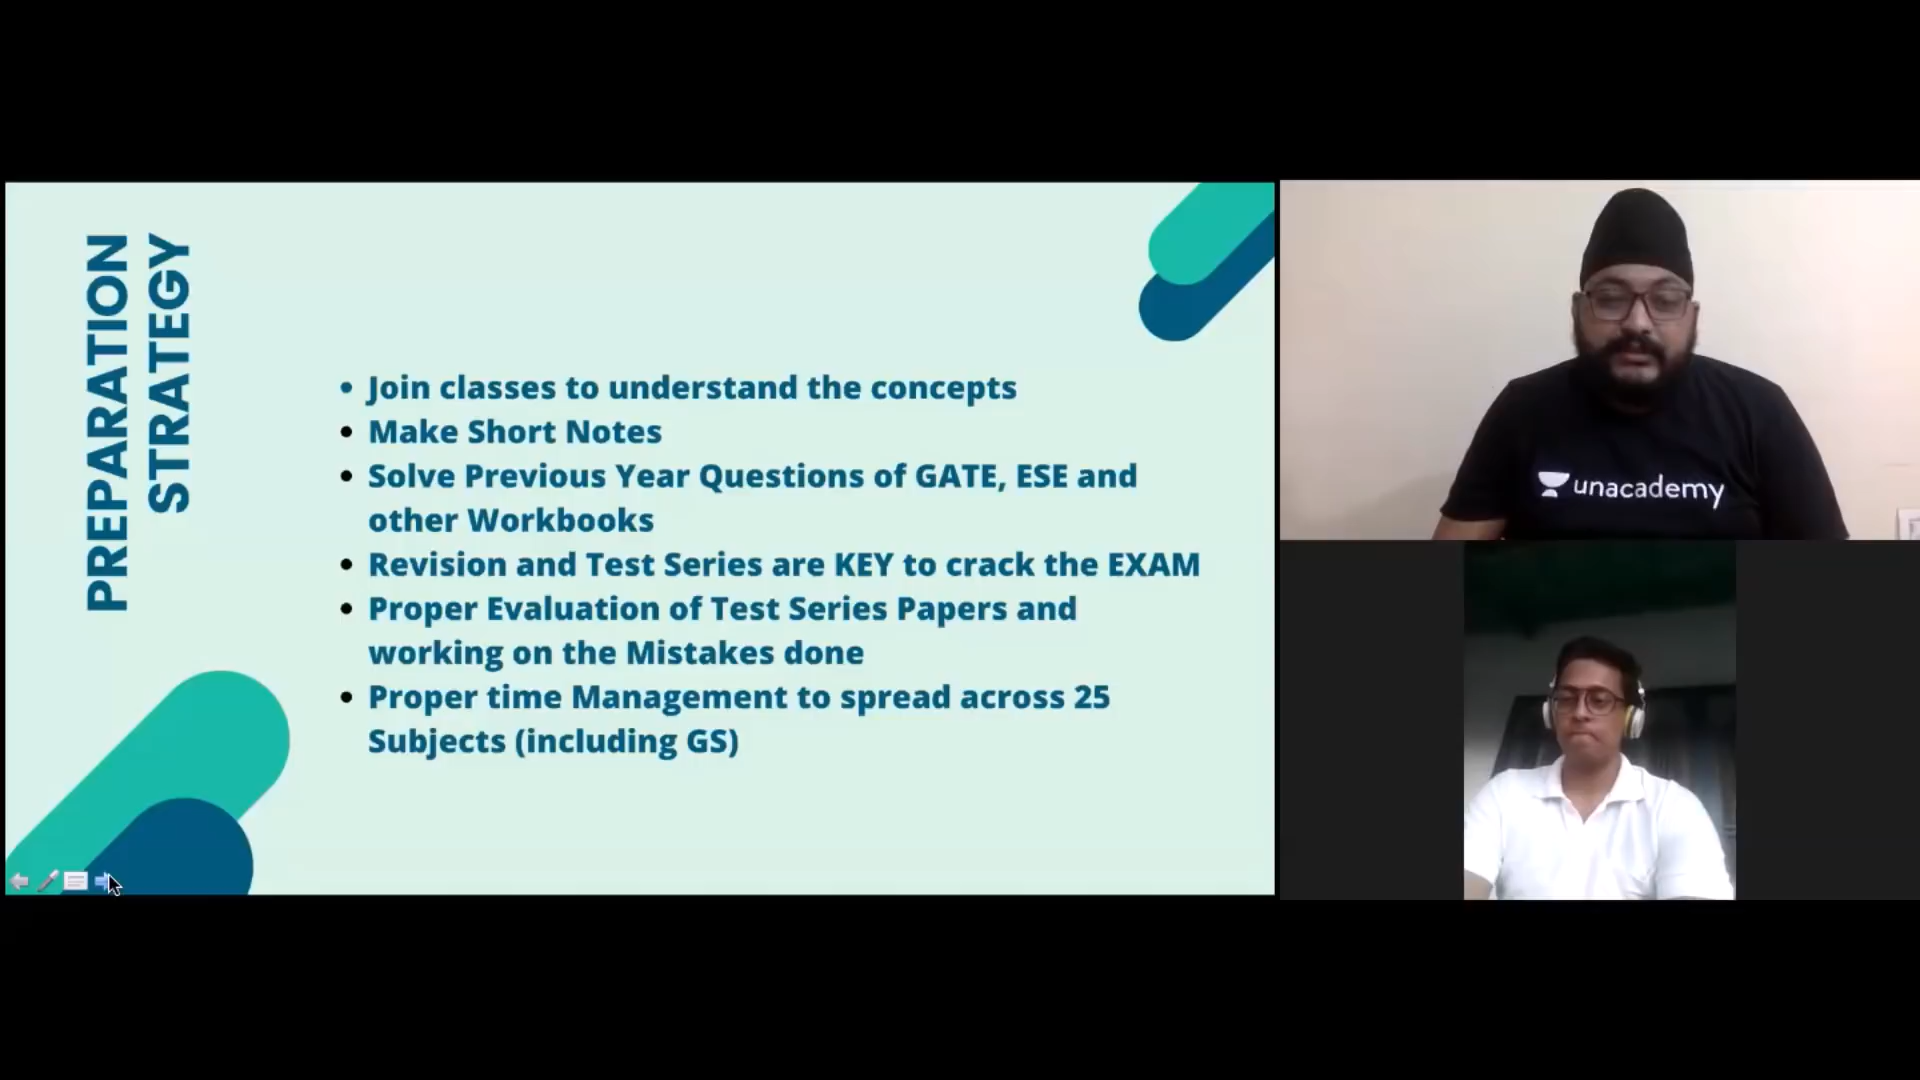 PREPARATION
STRATEGY
Join classes to understand the concepts
Make Short Notes
Solve Previous Year Questions of GATE, ESE and
other Workbooks
Revision and Test Series are KEY to crack the EXAM
Proper Evaluation of Test Series Papers and
working on the Mistakes done
Proper time Management to spread across 25
Subjects (including GS)
unacademy